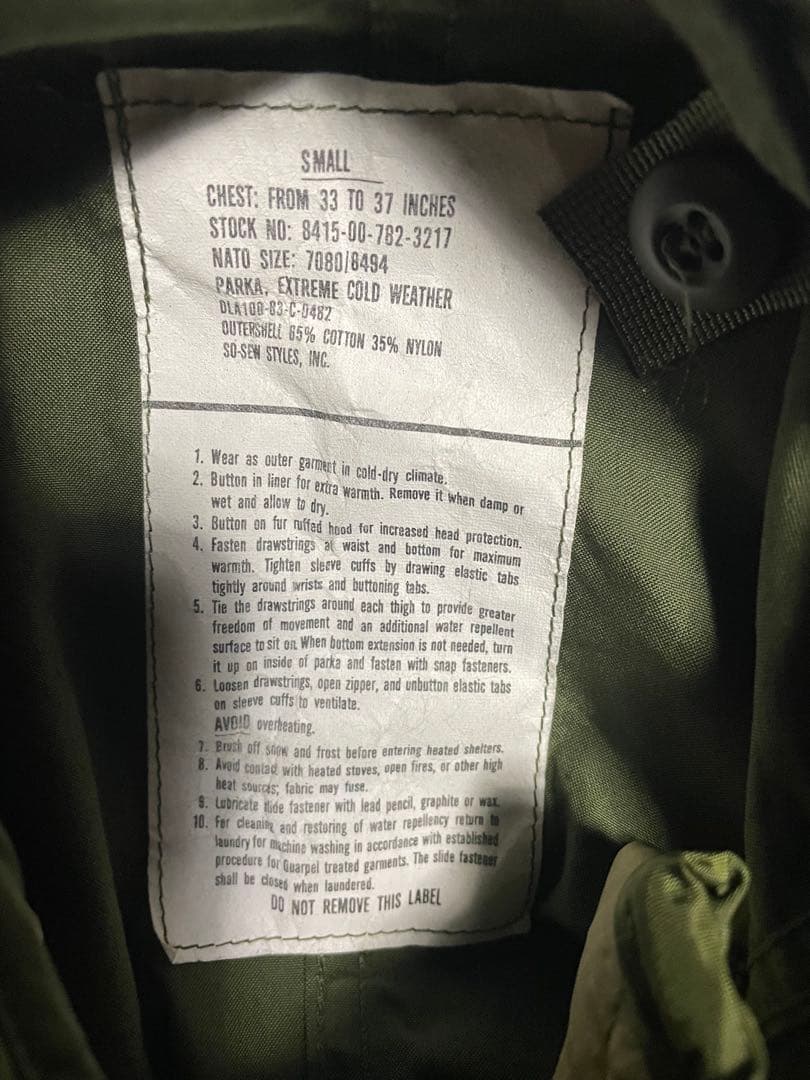 SMALL
CHEST: FROM 33 TO 37 INCHES
STOCK NO: 8415-00-782-3217
NATO SIZE: 7080/8494
PARKA, EXTREME COLD WEATHER
DLA100-83-C-0482
OUTERSHELL 65% COTTON 35% NYLON
SO-SEW STYLES, INC.
1. Wear as outer garment in cold-dry climate.
2. Button in liner for extra warmth. Remove it when damp or
wet and allow to dry.
3. Button on fur ruffed hood for increased head protection.
4. Fasten drawstrings at waist and bottom for maximum
warmth. Tighten sleeve cuffs by drawing elastic tabs
tightly around wrists and buttoning tabs.
5. Tie the drawstrings around each thigh to provide greater
freedom of movement and an additional water repellent
surface to sit on. When bottom extension is not needed, turn
it up on inside of parka and fasten with snap fasteners.
6. Loosen drawstrings, open zipper, and unbutton elastic tabs
on sleeve cuffs to ventilate.
AVOID overheating.
7. Brush off snow and frost before entering heated shelters.
8. Avoid contact with heated stoves, open fires, or other high
heat sources; fabric may fuse.
9. Lubricate slide fastener with lead pencil, graphite or wax.
10. For cleaning and restoring of water repellency return to
laundry for machine washing in accordance with established
procedure for Quarpel treated garments. The slide fastener
shall be closed when laundered.
DO NOT REMOVE THIS LABEL